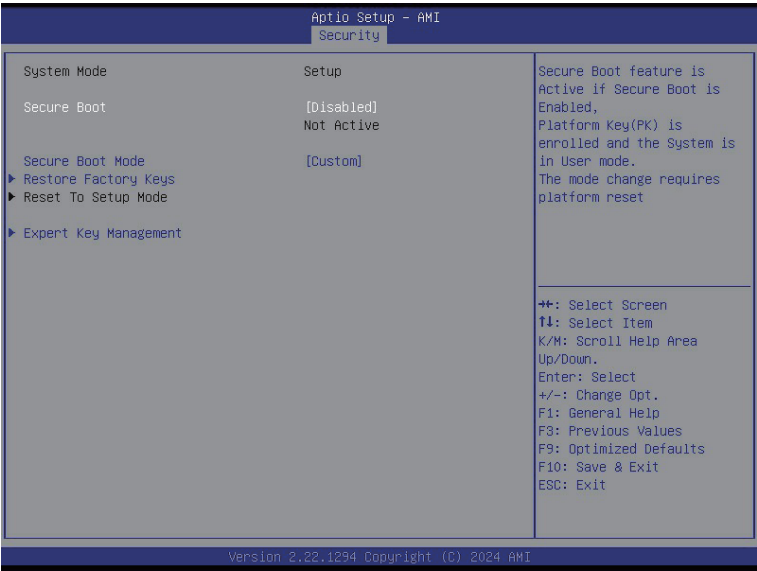 Aptio Setup – AMI
Security
System Mode Setup
Secure Boot [Disabled]
Not Active
Secure Boot Mode [Custom]
Restore Factory Keys
Reset To Setup Mode
Expert Key Management
Secure Boot feature is
Active if Secure Boot is
Enabled,
Platform Key(PK) is
enrolled and the System is
in User mode.
The mode change requires
platform reset
→←: Select Screen
↑↓: Select Item
K/M: Scroll Help Area
Up/Down.
Enter: Select
+/-: Change Opt.
F1: General Help
F3: Previous Values
F9: Optimized Defaults
F10: Save & Exit
ESC: Exit
Version 2.22.1294 Copyright (C) 2024 AMI